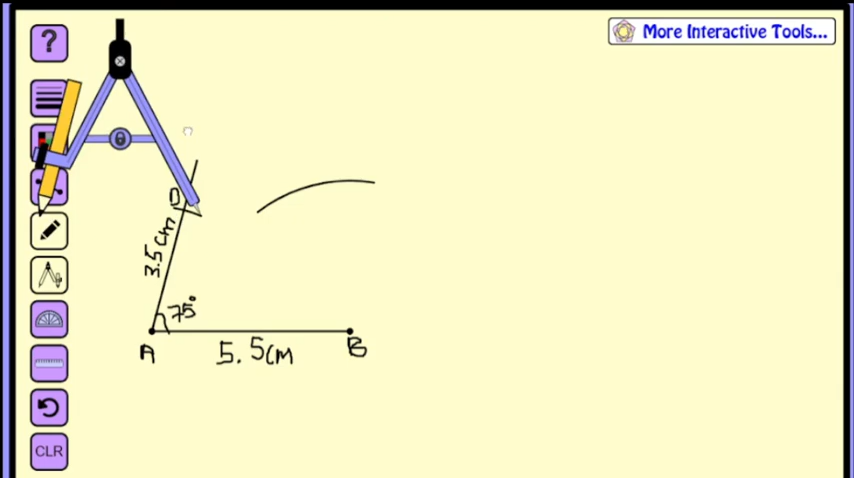 ?
More Interactive Tools...
D
3.5cm
75°
A
5.5cm
B
CLR